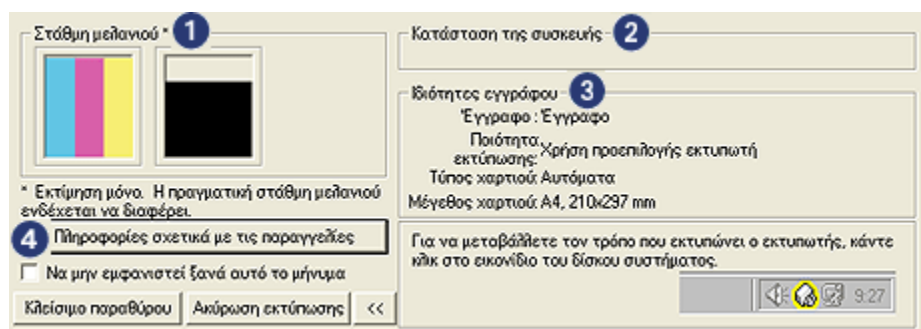 Στάθμη μελανιού * 1
* Εκτίμηση μόνο. Η πραγματική στάθμη μελανιού
ενδέχεται να διαφέρει.
4 Πληροφορίες σχετικά με τις παραγγελίες
Να μην εμφανιστεί ξανά αυτό το μήνυμα
Κλείσιμο παραθύρου Ακύρωση εκτύπωσης <<
Κατάσταση της συσκευής 2
Ιδιότητες εγγράφου 3
Έγγραφο : Έγγραφο
Ποιότητα
εκτύπωσης: Χρήση προεπιλογής εκτυπωτή
Τύπος χαρτιού: Αυτόματα
Μέγεθος χαρτιού: A4, 210x297 mm
Για να μεταβάλλετε τον τρόπο που εκτυπώνει ο εκτυπωτής, κάντε
κλικ στο εικονίδιο του δίσκου συστήματος.
9:27